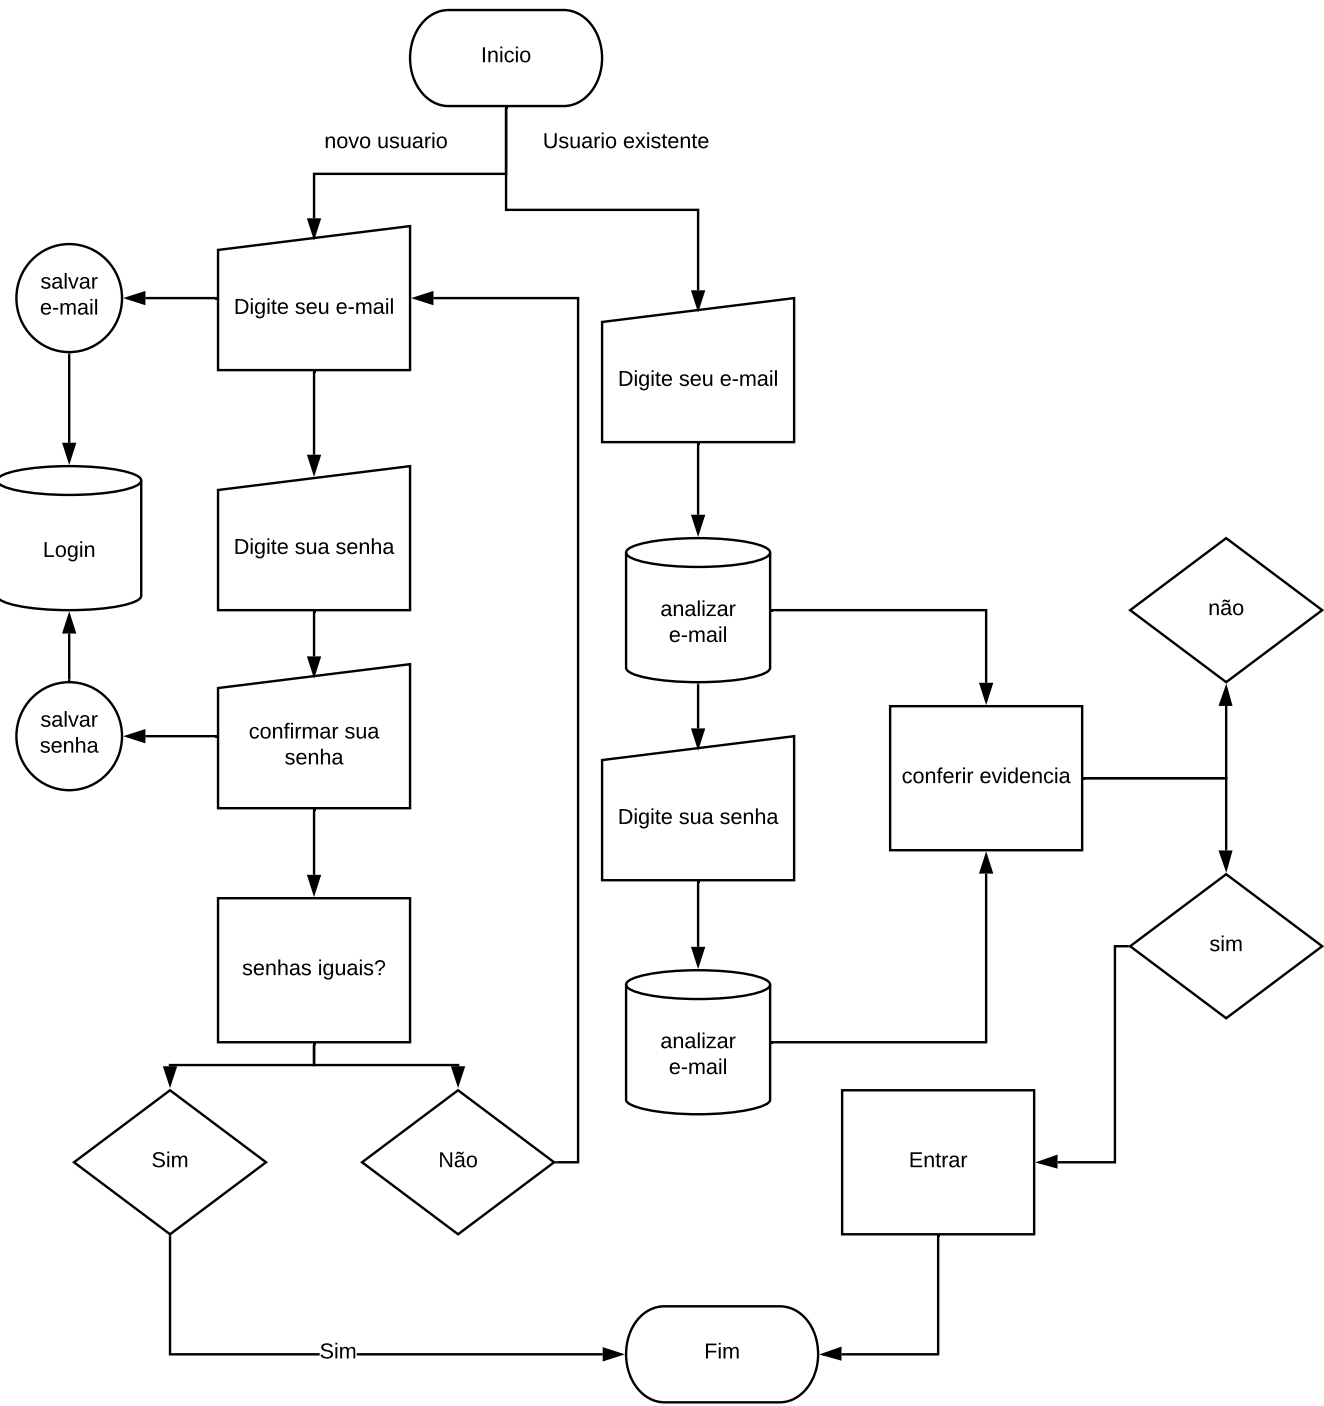 Inicio
novo usuario
Usuario existente
salvar
e-mail
Digite seu e-mail
Digite seu e-mail
Login
Digite sua senha
analizar
e-mail
não
salvar
senha
confirmar sua
senha
conferir evidencia
Digite sua senha
senhas iguais?
sim
analizar
e-mail
Sim
Não
Entrar
Sim
Fim